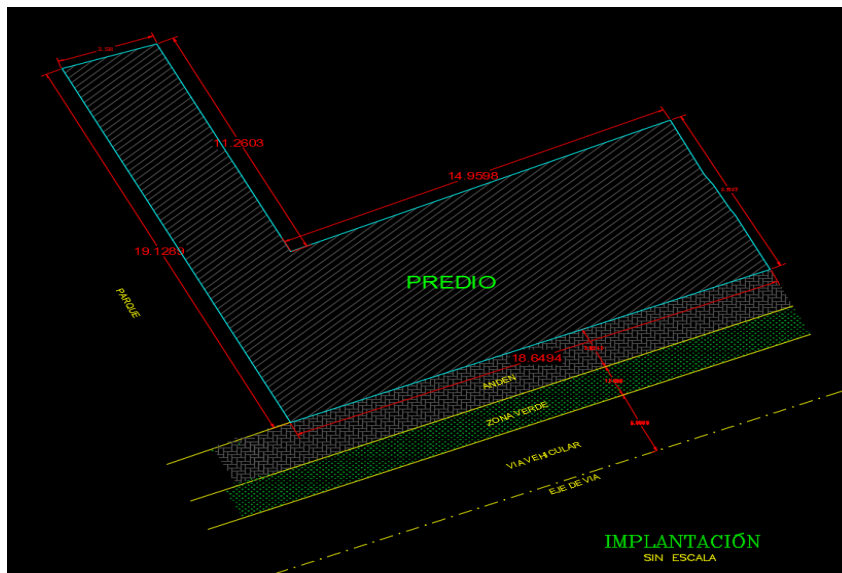 11.2803
14.9598
19.1289
PREDIO
PARQUE
18.6494
ANDEN
ZONA VERDE
VIA VEHICULAR
EJE DE VIA
IMPLANTACIÓN
SIN ESCALA